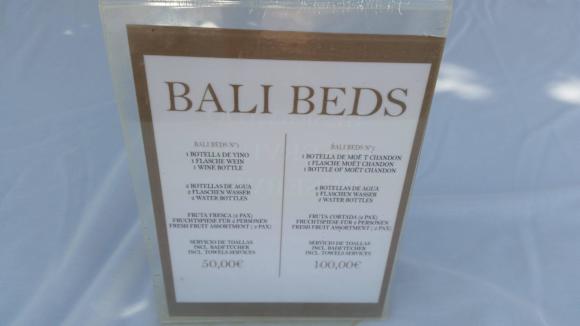 BALI BEDS
BALI BEDS Nº1
1 BOTELLA DE VINO
1 FLASCHE WEIN
1 WINE BOTTLE
2 BOTELLAS DE AGUA
2 FLASCHEN WASSER
2 WATER BOTTLES
FRUTA FRESCA (2 PAX)
FRUCHTSPIESE FÜR 2 PERSONEN
FRESH FRUIT ASSORTMENT ( 2 PAX)
SERVICIO DE TOALLAS
INCL. BADETÜCHER
INCL. TOWELS SERVICES
50,00€
BALI BEDS Nº
1 BOTELLA DE MOË T CHANDON
1 FLASCHE MOËT CHANDON
1 BOTTLE OF MOËT CHANDON
2 BOTELLAS DE AGUA
2 FLASCHEN WASSER
2 WATER BOTTLES
FRUTA CORTADA (2 PAX)
FRUCHTSPIESE FÜR 2 PERSONEN
FRESH FRUIT ASSORTMENT ( 2 PAX)
SERVICIO DE TOALLAS
INCL. BADETÜCHER
INCL. TOWELS SERVICES
100,00€